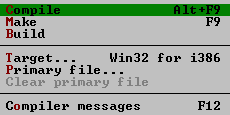 Compile Alt+F9
Make F9
Build
Target... Win32 for i386
Primary file...
Clear primary file
Compiler messages F12